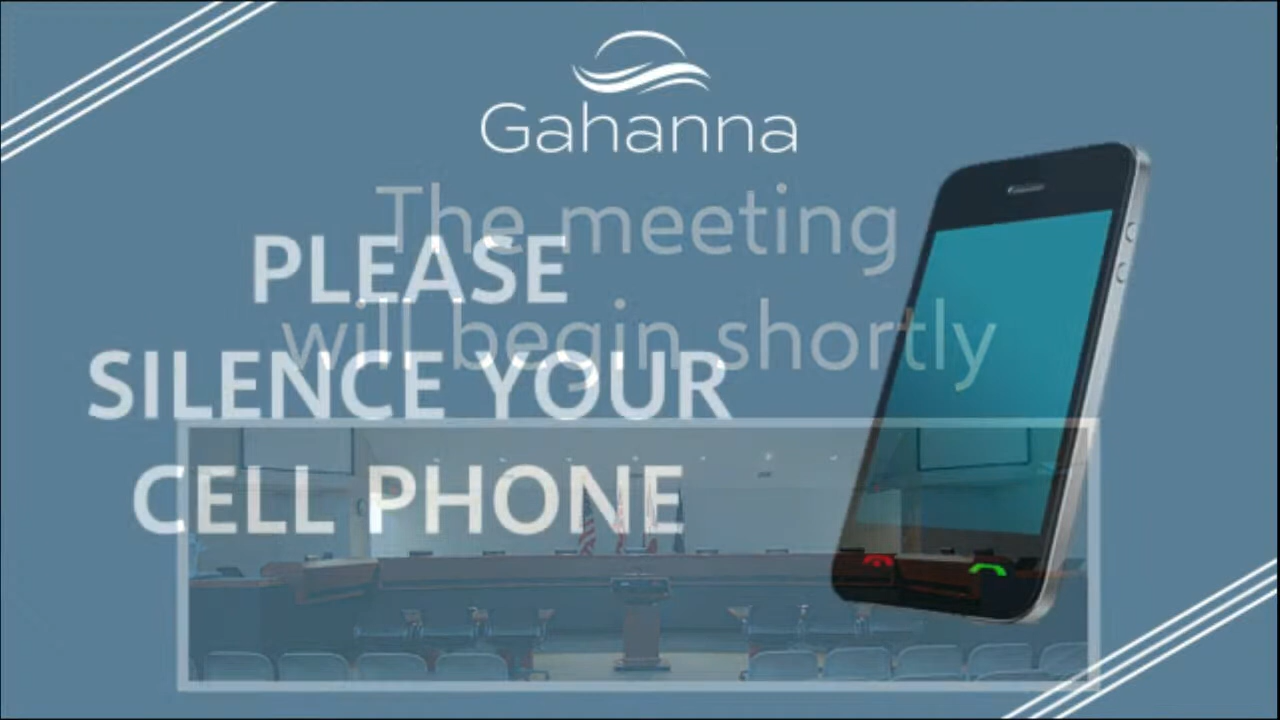 Gahanna
The meeting
will begin shortly
PLEASE
SILENCE YOUR
CELL PHONE